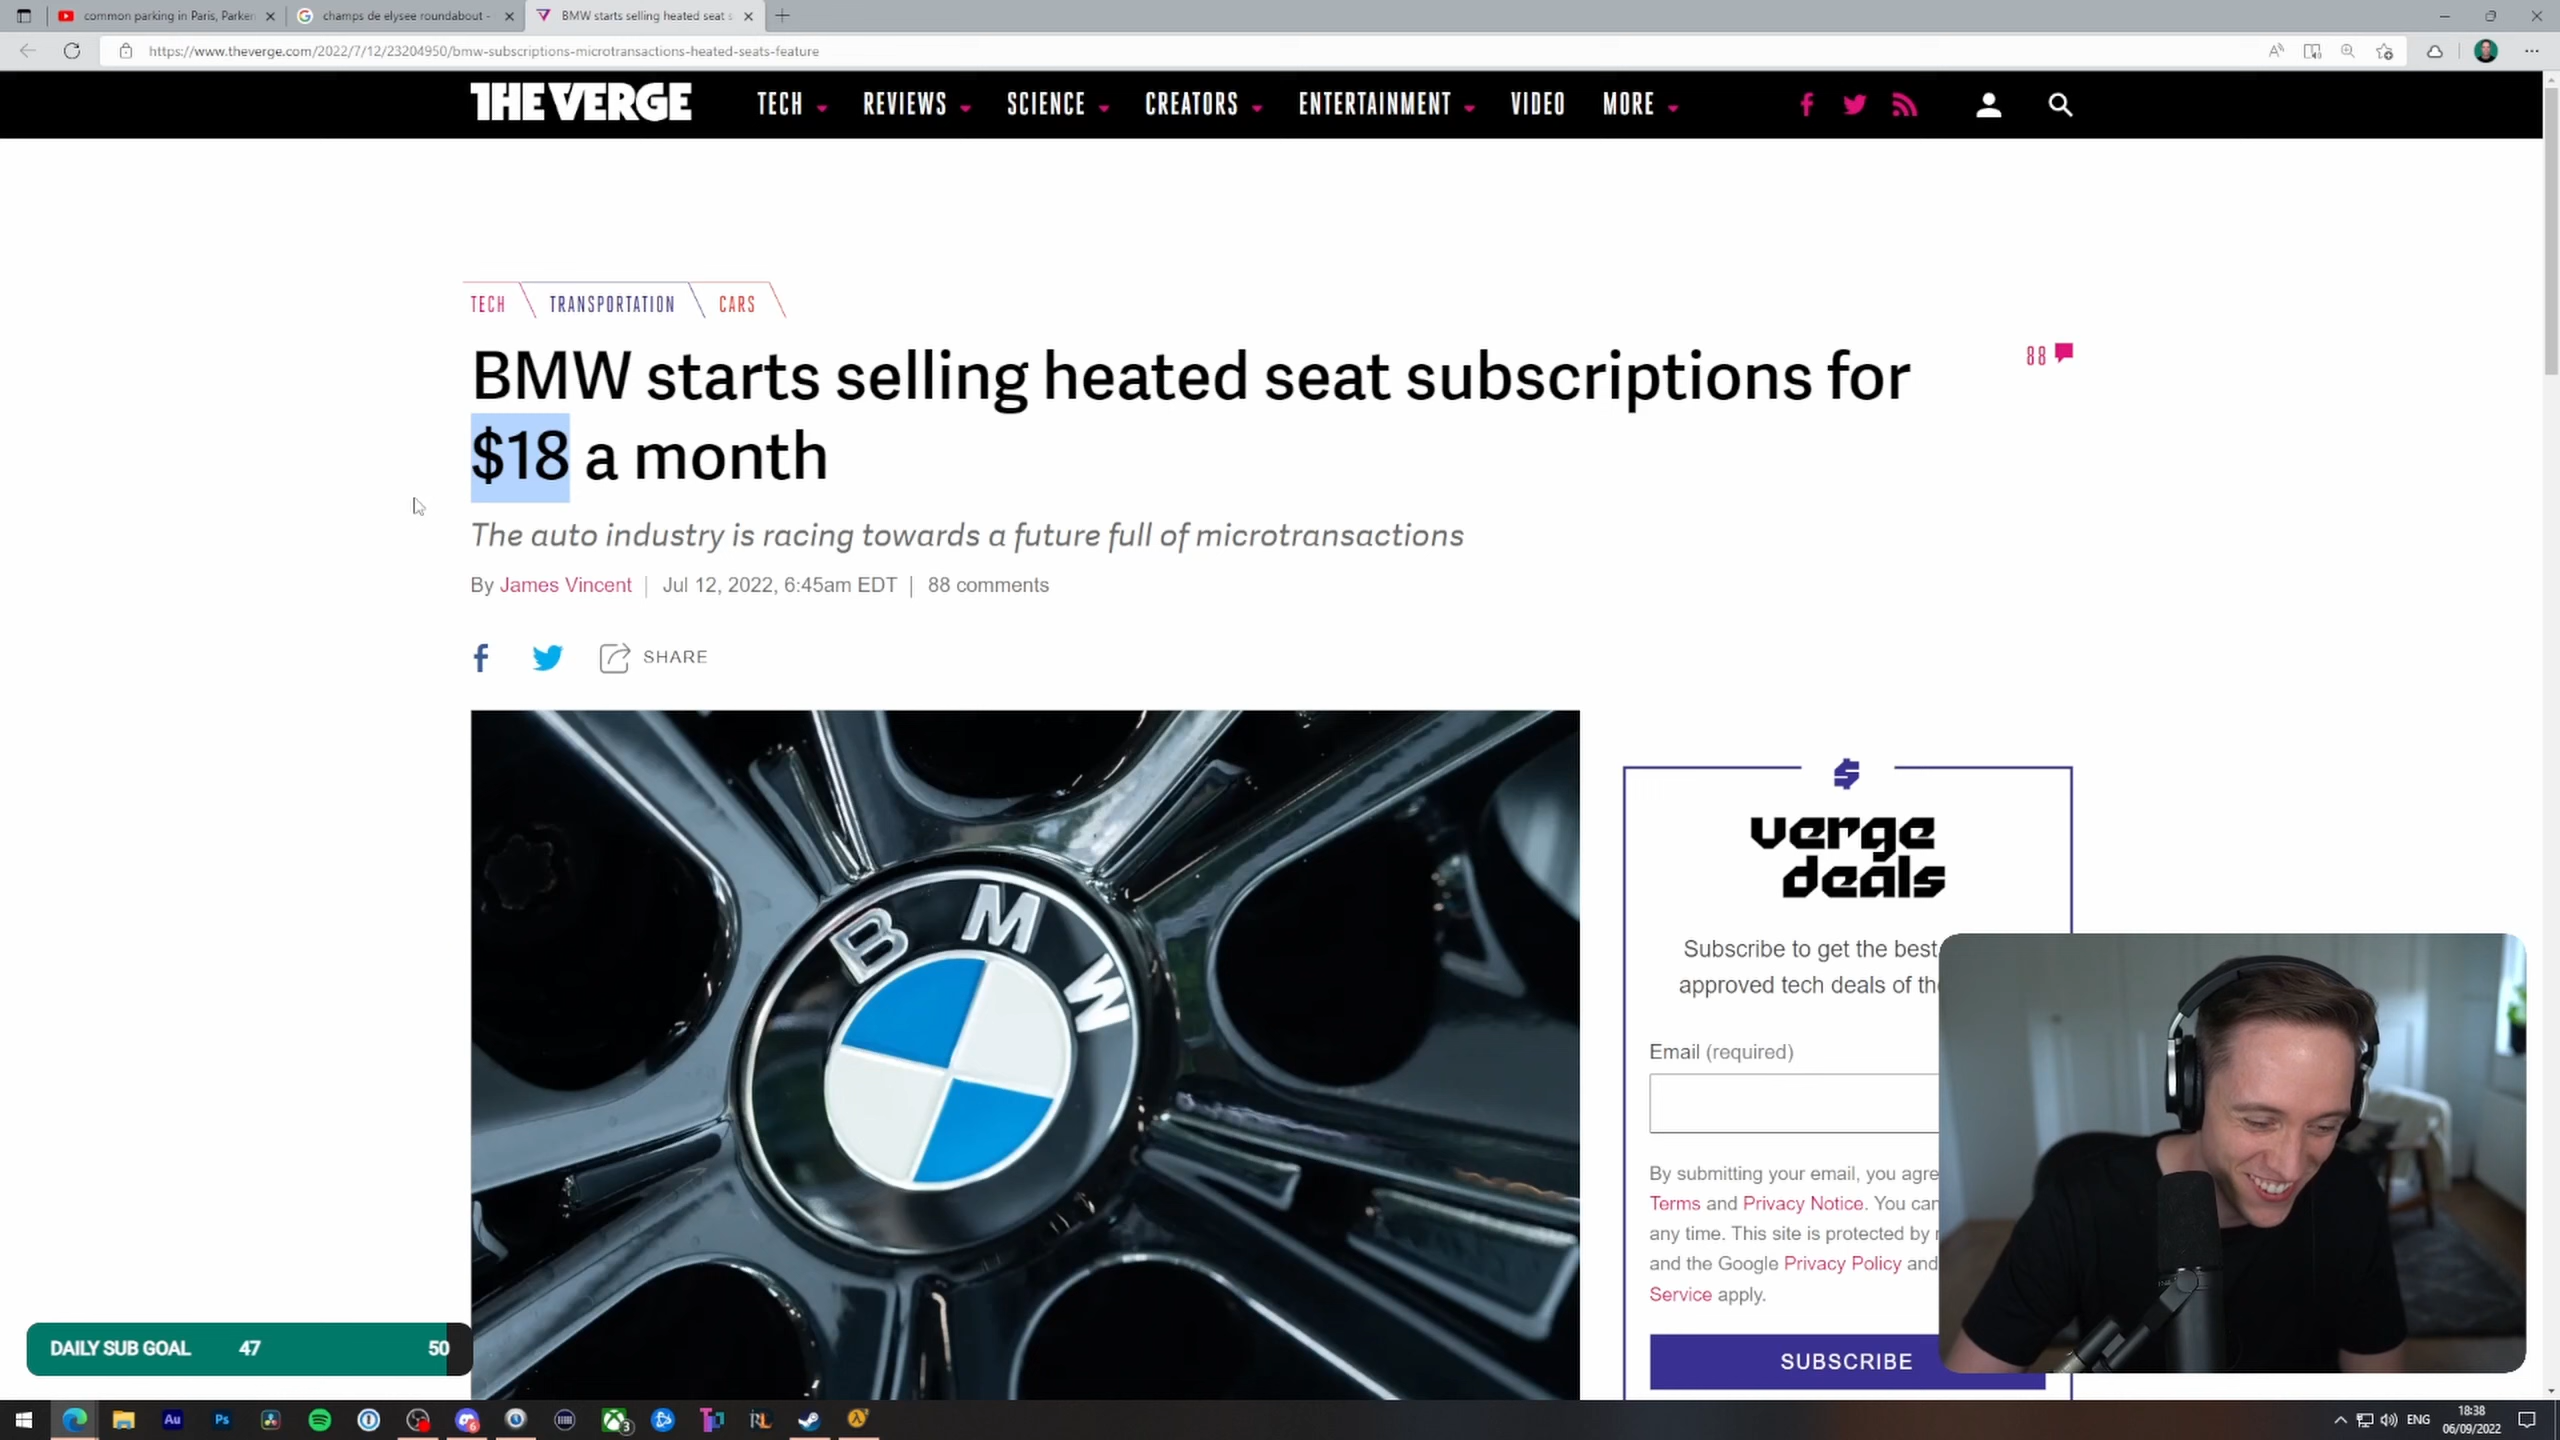 common parking in Paris, Parker
champs de elysee roundabout -
BMW starts selling heated seat s
https://www.theverge.com/2022/7/12/23204950/bmw-subscriptions-microtransactions-heated-seats-feature
THE VERGE
TECH REVIEWS SCIENCE CREATORS ENTERTAINMENT VIDEO MORE
TECH TRANSPORTATION CARS
BMW starts selling heated seat subscriptions for
$18 a month
88
The auto industry is racing towards a future full of microtransactions
By James Vincent | Jul 12, 2022, 6:45am EDT | 88 comments
SHARE
BMW
verge
deals
Subscribe to get the best
approved tech deals of th
Email (required)
By submitting your email, you agre
Terms and Privacy Notice. You can
any time. This site is protected by r
and the Google Privacy Policy and
Service apply.
SUBSCRIBE
DAILY SUB GOAL 47 50
Au
Ps
6
3
RL
ENG
18:38
06/09/2022